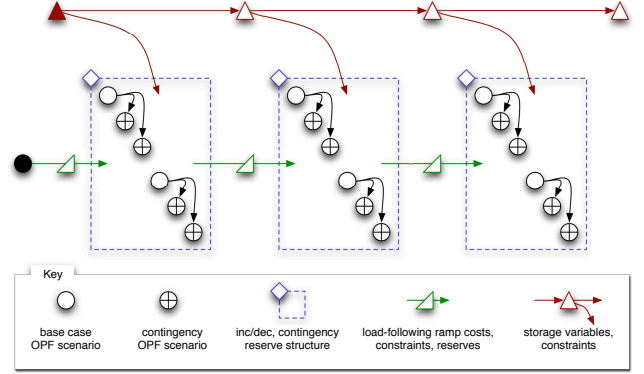 Key
base case
OPF scenario
contingency
OPF scenario
inc/dec, contingency
reserve structure
load-following ramp costs,
constraints, reserves
storage variables,
constraints